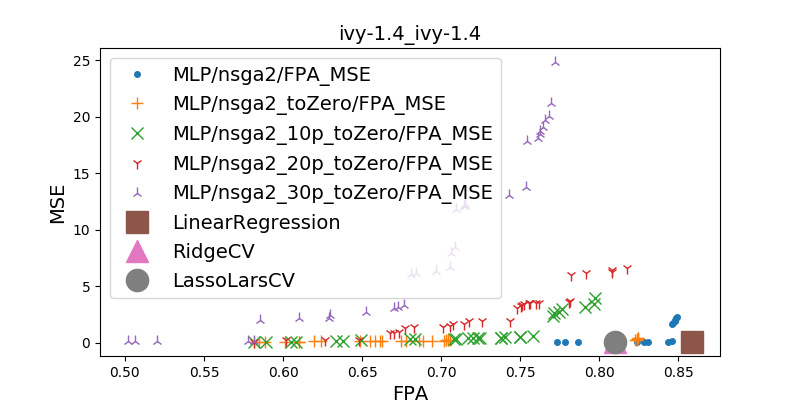 ivy-1.4_ivy-1.4
25
20
15
10
5
0
MSE
MLP/nsga2/FPA_MSE
MLP/nsga2_toZero/FPA_MSE
MLP/nsga2_10p_toZero/FPA_MSE
MLP/nsga2_20p_toZero/FPA_MSE
MLP/nsga2_30p_toZero/FPA_MSE
LinearRegression
RidgeCV
LassoLarsCV
0.50 0.55 0.60 0.65 0.70 0.75 0.80 0.85
FPA